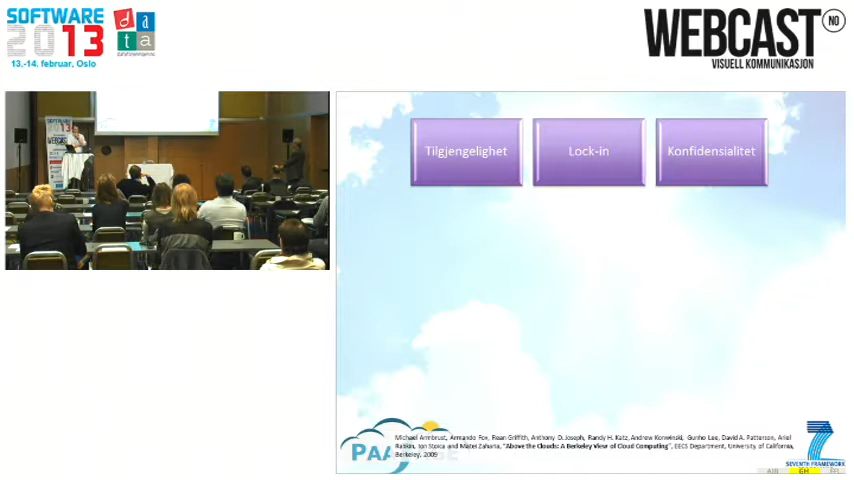 SOFTWARE
2013
13.-14. februar, Oslo
data
WEBCAST NO
VISUELL KOMMUNIKASJON
Tilgjengelighet
Lock-in
Konfidensialitet
Michael Armbrust, Armando Fox, Rean Griffith, Anthony D. Joseph, Randy H. Katz, Andrew Konwinski, Gunho Lee, David A. Patterson, Ariel
Rabkin, Ion Stoica and Matei Zaharia, "Above the Clouds: A Berkeley View of Cloud Computing", EECS Department, University of California,
Berkeley, 2009
SEVENTH FRAMEWORK